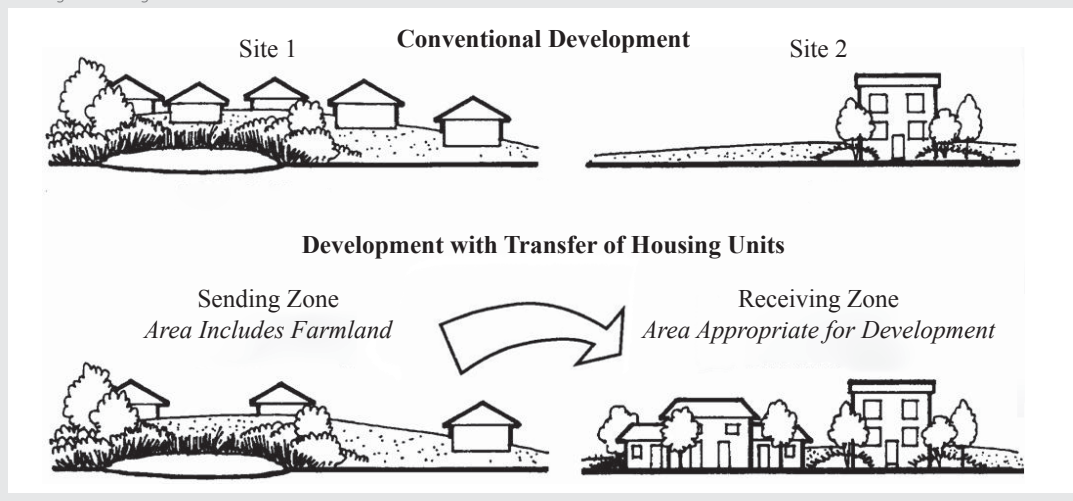 Conventional Development
Site 1
Site 2
Development with Transfer of Housing Units
Sending Zone
Area Includes Farmland
Receiving Zone
Area Appropriate for Development